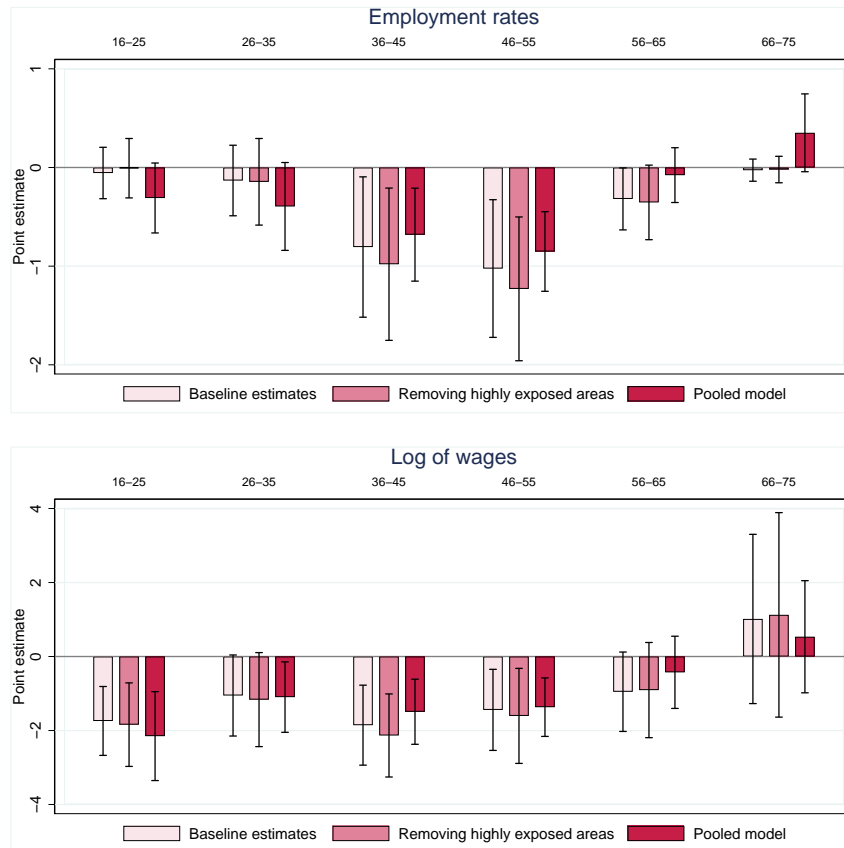 Employment rates
16–25 26–35 36–45 46–55 56–65 66–75
1
0
−1
−2
Point estimate
Baseline estimates Removing highly exposed areas Pooled model
Log of wages
16–25 26–35 36–45 46–55 56–65 66–75
4
2
0
−2
−4
Point estimate
Baseline estimates Removing highly exposed areas Pooled model